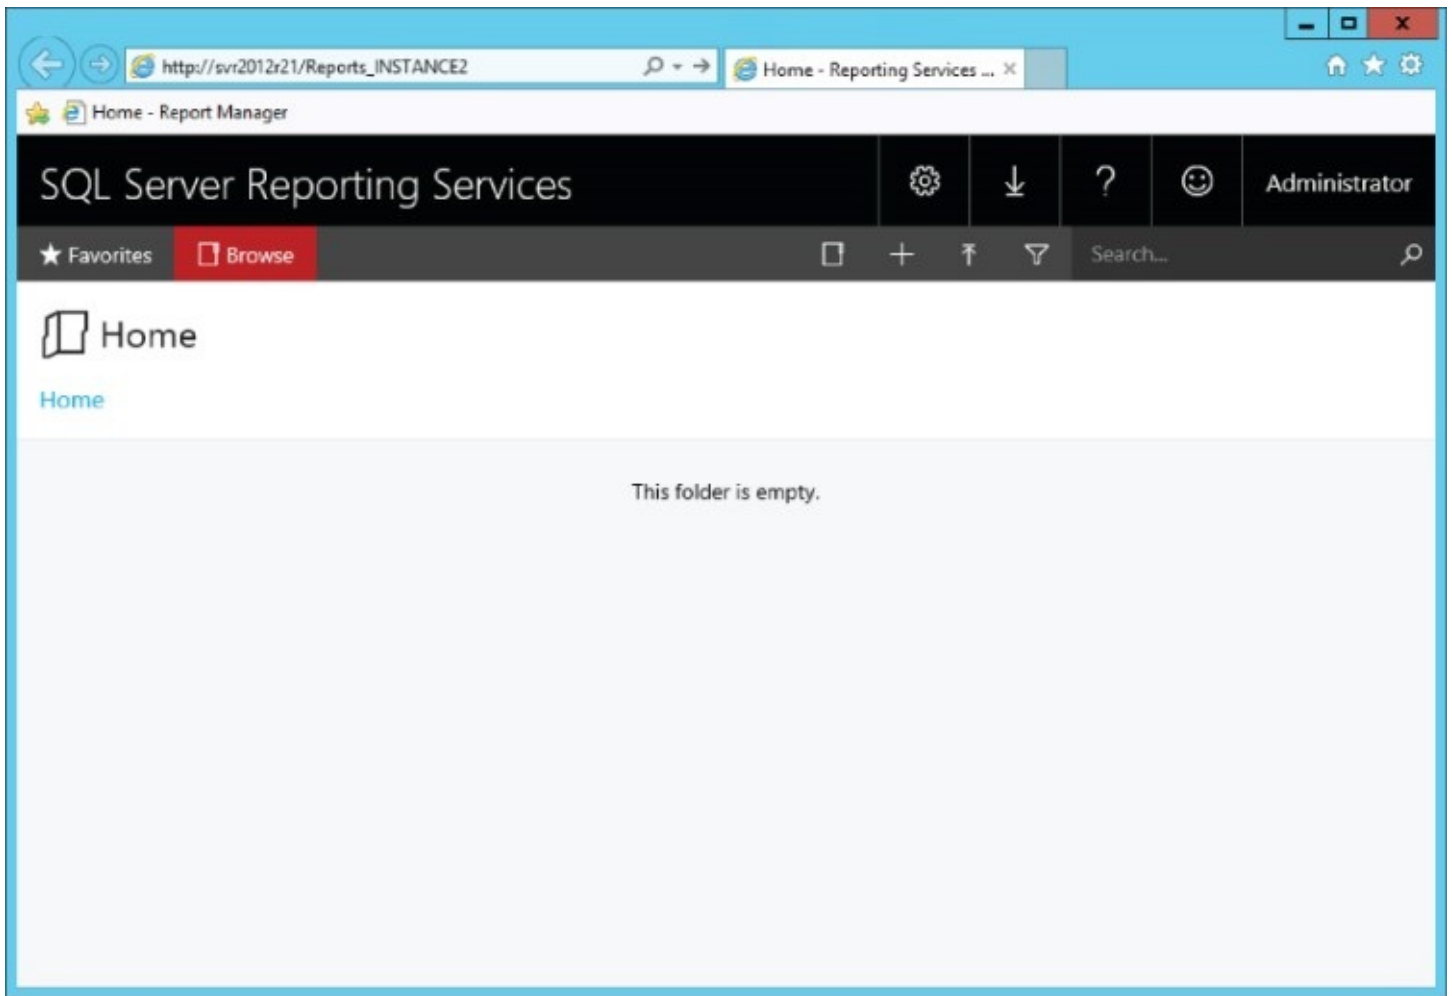 http://svr2012r21/Reports_INSTANCE2
Home - Reporting Services ...
Home - Report Manager
SQL Server Reporting Services
?
Administrator
Favorites
Browse
Search...
Home
Home
This folder is empty.